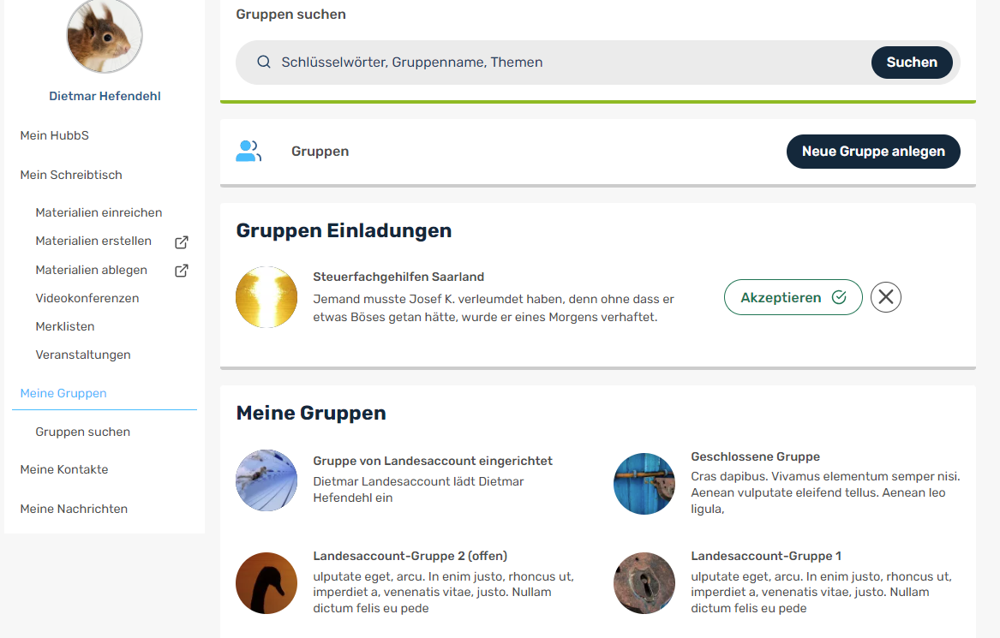 Dietmar Hefendehl
Mein HubbS
Mein Schreibtisch
Materialien einreichen
Materialien erstellen
Materialien ablegen
Videokonferenzen
Merklisten
Veranstaltungen
Meine Gruppen
Gruppen suchen
Meine Kontakte
Meine Nachrichten
Gruppen suchen
Schlüsselwörter, Gruppenname, Themen
Suchen
Gruppen
Neue Gruppe anlegen
Gruppen Einladungen
Steuerfachgehilfen Saarland
Jemand musste Josef K. verleumdet haben, denn ohne dass er
etwas Böses getan hätte, wurde er eines Morgens verhaftet.
Akzeptieren
Meine Gruppen
Gruppe von Landesaccount eingerichtet
Dietmar Landesaccount lädt Dietmar
Hefendehl ein
Geschlossene Gruppe
Cras dapibus. Vivamus elementum semper nisi.
Aenean vulputate eleifend tellus. Aenean leo
ligula,
Landesaccount-Gruppe 2 (offen)
ulputate eget, arcu. In enim justo, rhoncus ut,
imperdiet a, venenatis vitae, justo. Nullam
dictum felis eu pede
Landesaccount-Gruppe 1
ulputate eget, arcu. In enim justo, rhoncus ut,
imperdiet a, venenatis vitae, justo. Nullam
dictum felis eu pede